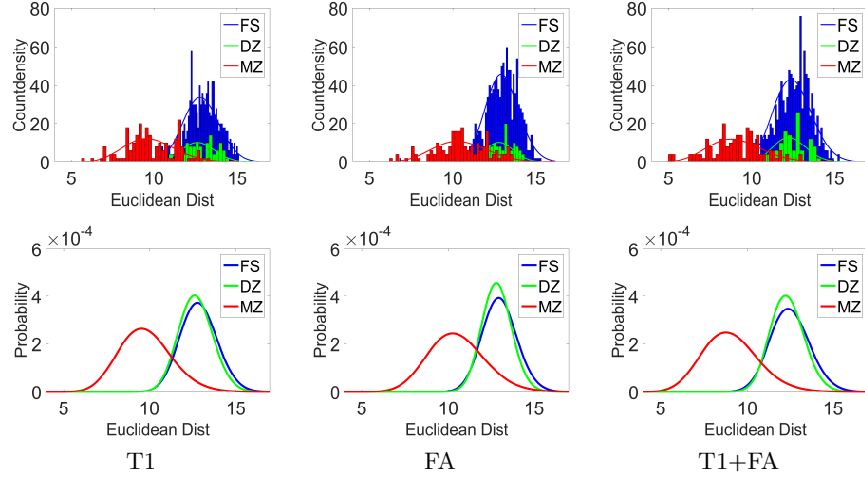 80
60
40
20
0
Countdensity
5 10 15
Euclidean Dist
FS
DZ
MZ
80
60
40
20
0
Countdensity
5 10 15
Euclidean Dist
FS
DZ
MZ
80
60
40
20
0
Countdensity
5 10 15
Euclidean Dist
FS
DZ
MZ
×10-4
6
4
2
0
Probability
5 10 15
Euclidean Dist
FS
DZ
MZ
×10-4
6
4
2
0
Probability
5 10 15
Euclidean Dist
FS
DZ
MZ
×10-4
6
4
2
0
Probability
5 10 15
Euclidean Dist
FS
DZ
MZ
T1
FA
T1+FA